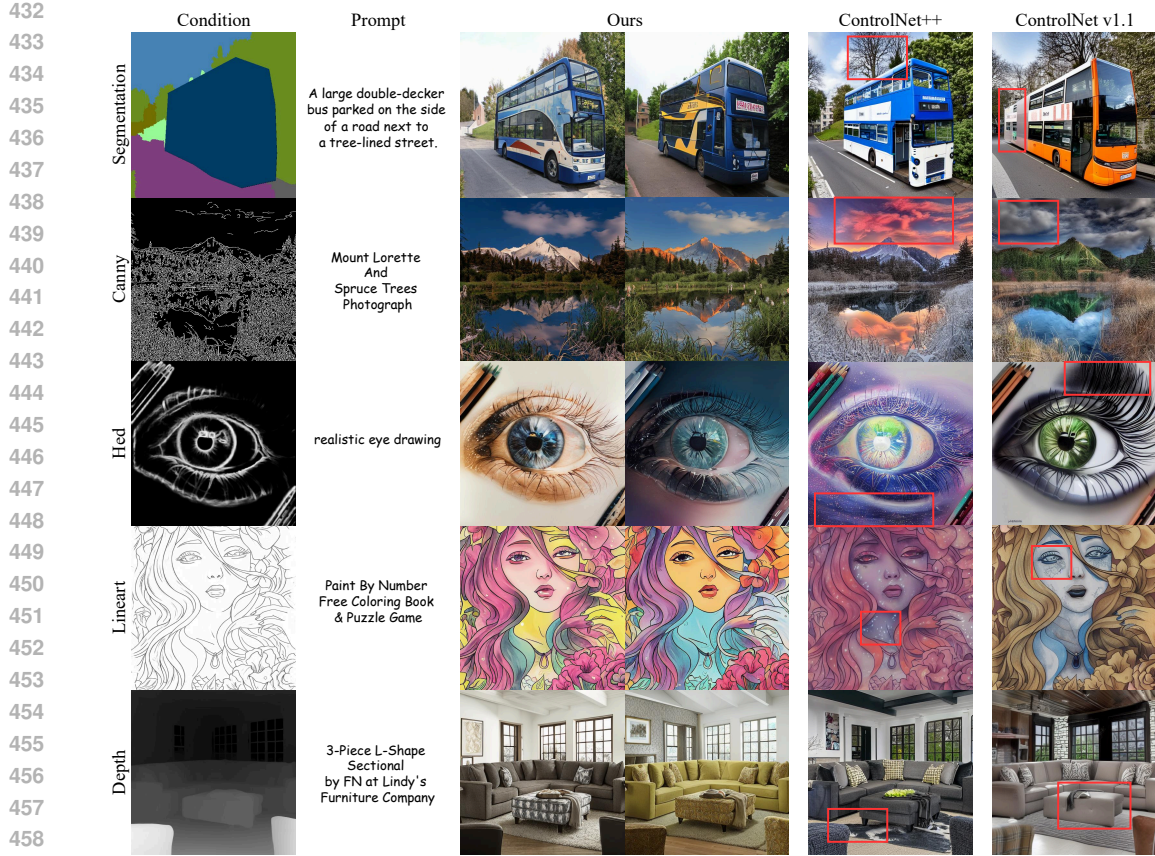 432
433
434
435
436
437
438
439
440
441
442
443
444
445
446
447
448
449
450
451
452
453
454
455
456
457
458
Condition
Prompt
Ours
ControlNet++
ControlNet v1.1
Segmentation
A large double-decker
bus parked on the side
of a road next to
a tree-lined street.
Canny
Mount Lorette
And
Spruce Trees
Photograph
Hed
realistic eye drawing
Lineart
Paint By Number
Free Coloring Book
& Puzzle Game
Depth
3-Piece L-Shape
Sectional
by FN at Lindy's
Furniture Company